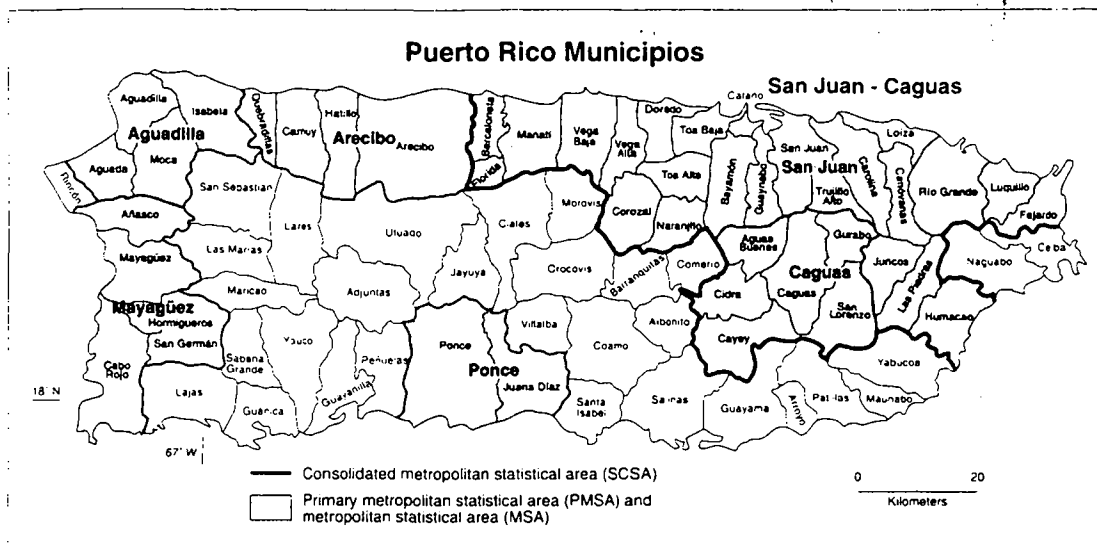 Puerto Rico Municipios
San Juan - Caguas
Aguadilla
Isabela
Quebradillas
Camuy
Hatillo
Arecibo
Arecibo
Barceloneta
Florida
Manatí
Vega
Baja
Vega
Alta
Dorado
Toa Baja
Toa Alta
Cataño
Bayamón
Guaynabo
San Juan
San Juan
Trujillo
Alto
Carolina
Canovanas
Loiza
Río Grande
Luquillo
Fajardo
Ceiba
Aguadilla
Aguada
Moca
Rincón
Añasco
San Sebastian
Lares
Utuado
Ciales
Morovis
Corozal
Naranjito
Aguas
Buenas
Gurabo
Juncos
Las Piedras
Naguabo
Humacao
Mayagüez
Las Marias
Maricao
Adjuntas
Jayuya
Orocovis
Barranquitas
Comerio
Cidra
Caguas
Caguas
San
Lorenzo
Cayey
Yabucoa
Mayagüez
Hormigueros
San Germán
Cabo
Rojo
Lajas
Sabana
Grande
Yauco
Guánica
Guayanilla
Peñuelas
Ponce
Ponce
Villalba
Juana Díaz
Coamo
Aibonito
Santa
Isabel
Salinas
Guayama
Arroyo
Patillas
Maunabo
18° N
67° W
Consolidated metropolitan statistical area (SCSA)
Primary metropolitan statistical area (PMSA) and
metropolitan statistical area (MSA)
0 20
Kilometers